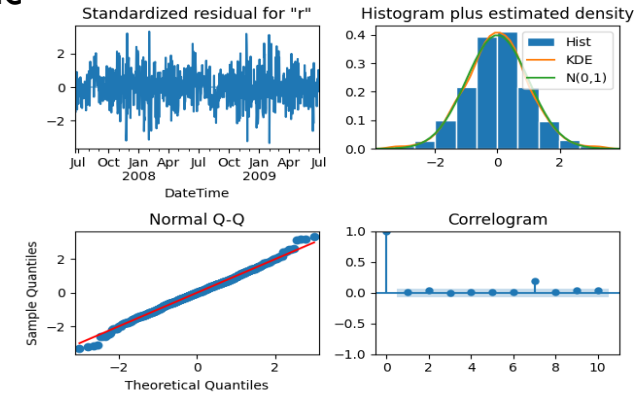 Standardized residual for "r"
2
0
−2
Jul Oct Jan Apr Jul Oct Jan Apr Jul
2008 2009
DateTime
Histogram plus estimated density
0.4
0.3
0.2
0.1
0.0
Hist
KDE
N(0,1)
−2 0 2
Normal Q-Q
Sample Quantiles
2
0
−2
−2 0 2
Theoretical Quantiles
Correlogram
1.0
0.5
0.0
−0.5
−1.0
0 2 4 6 8 10